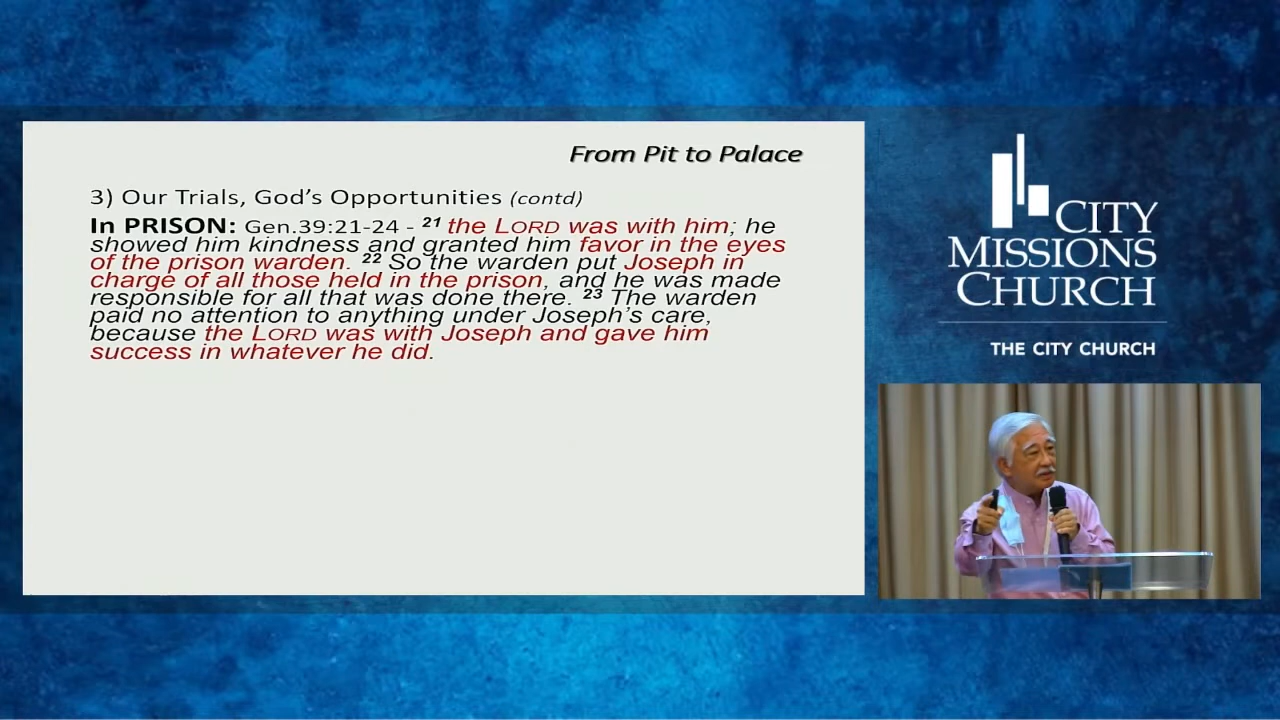 From Pit to Palace
3) Our Trials, God’s Opportunities (contd)
In PRISON: Gen.39:21-24 - ²¹ the LORD was with him; he
showed him kindness and granted him favor in the eyes
of the prison warden. ²² So the warden put Joseph in
charge of all those held in the prison, and he was made
responsible for all that was done there. ²³ The warden
paid no attention to anything under Joseph’s care,
because the LORD was with Joseph and gave him
success in whatever he did.
CITY
MISSIONS
CHURCH
THE CITY CHURCH